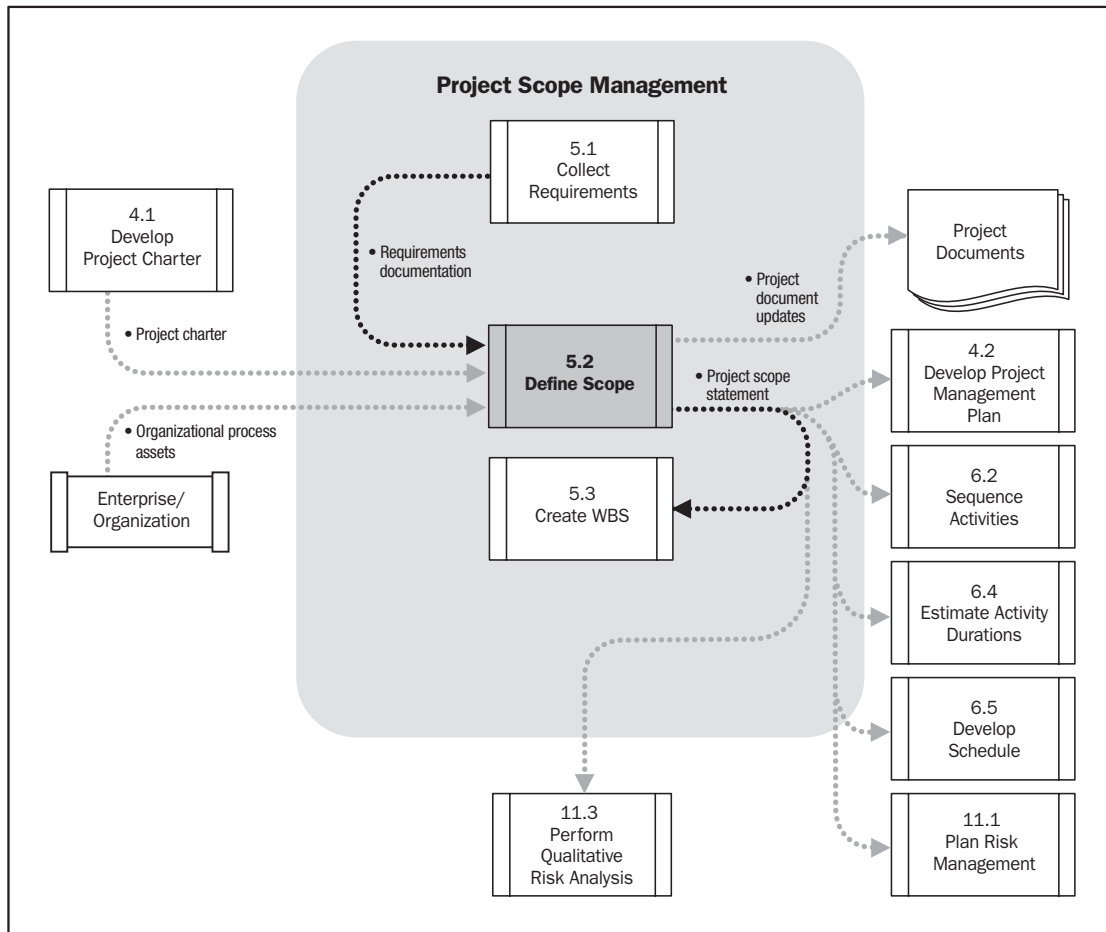 Project Scope Management
5.1
Collect
Requirements
4.1
Develop
Project Charter
Project
Documents
• Requirements
documentation
• Project
document
updates
• Project charter
5.2
Define Scope
• Project scope
statement
4.2
Develop Project
Management
Plan
• Organizational process
assets
Enterprise/
Organization
5.3
Create WBS
6.2
Sequence
Activities
6.4
Estimate Activity
Durations
6.5
Develop
Schedule
11.3
Perform
Qualitative
Risk Analysis
11.1
Plan Risk
Management